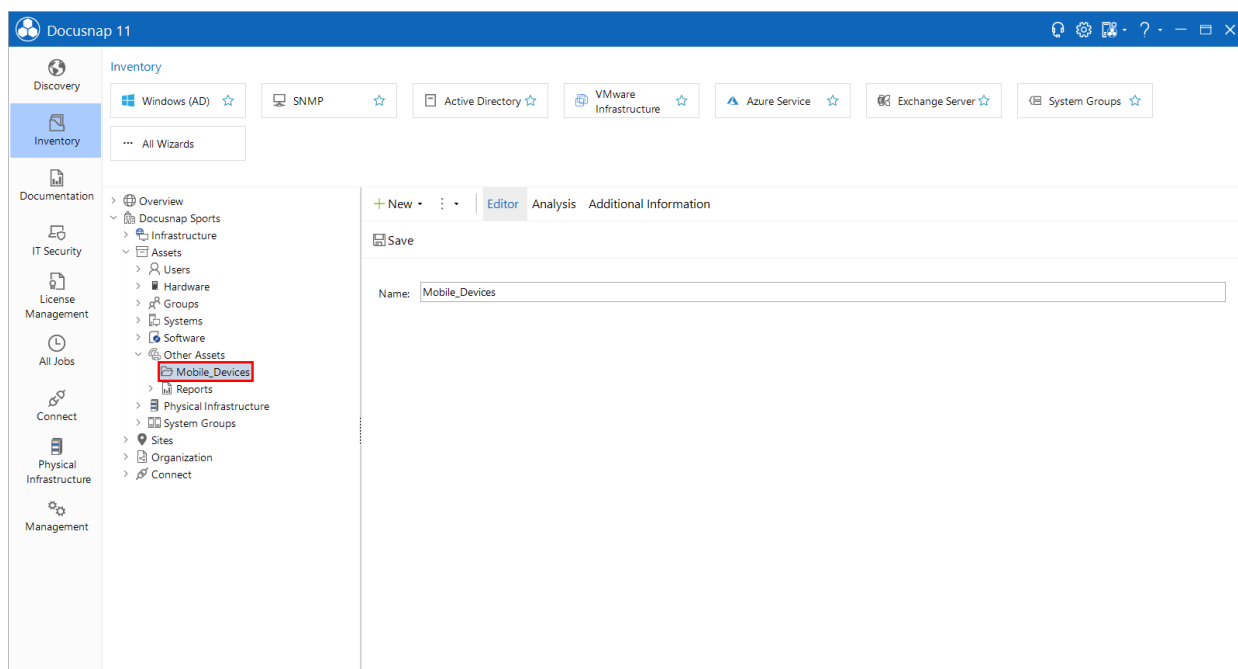 Docusnap 11
?
Discovery
Inventory
Documentation
IT Security
License
Management
All Jobs
Connect
Physical
Infrastructure
Management
Inventory
Windows (AD)
SNMP
Active Directory
VMware
Infrastructure
Azure Service
Exchange Server
System Groups
All Wizards
Overview
Docusnap Sports
Infrastructure
Assets
Users
Hardware
Groups
Systems
Software
Other Assets
Mobile_Devices
Reports
Physical Infrastructure
System Groups
Sites
Organization
Connect
New Editor Analysis Additional Information
Save
Name: Mobile_Devices